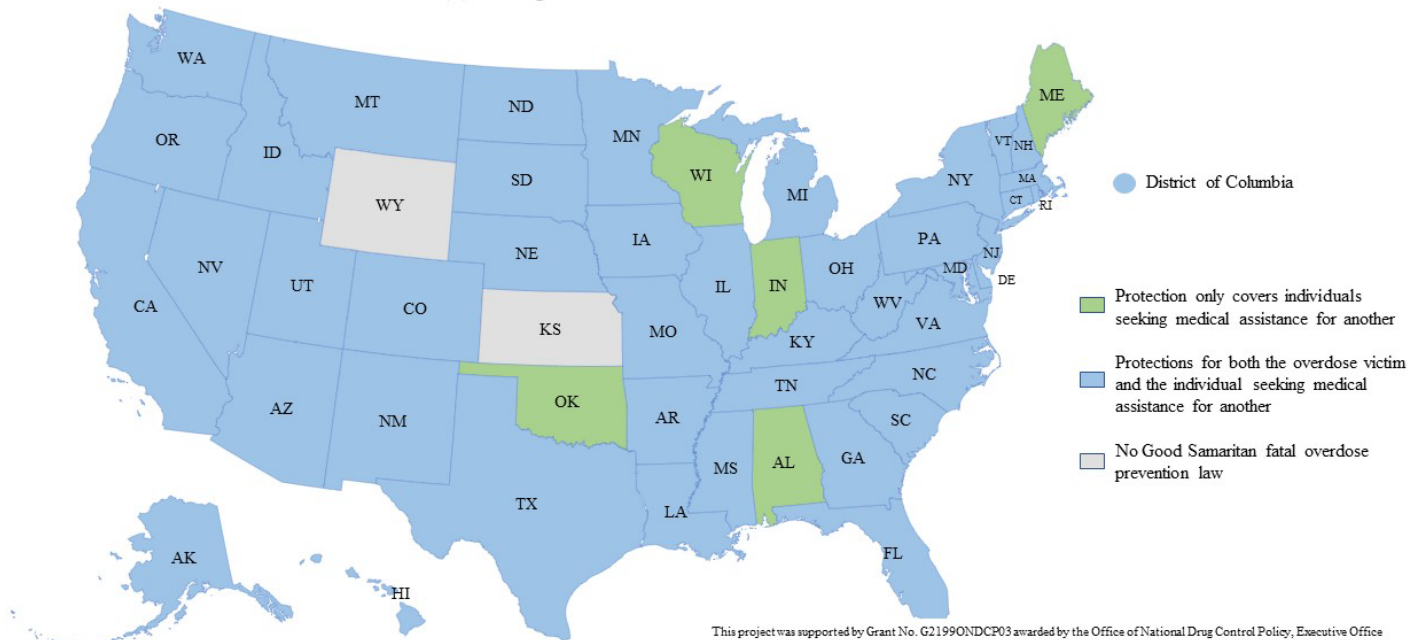 WA
MT
ND
MN
ME
OR
ID
SD
WI
VT
NH
MA
NY
CT
RI
District of Columbia
WY
MI
IA
NE
PA
NJ
NV
UT
CO
IL
IN
OH
MD
DE
WV
VA
CA
KS
MO
KY
Protection only covers individuals
seeking medical assistance for another
Protections for both the overdose victim
and the individual seeking medical
assistance for another
No Good Samaritan fatal overdose
prevention law
AZ
NM
OK
AR
TN
NC
SC
MS
AL
GA
TX
LA
FL
AK
HI
This project was supported by Grant No. G2199ONDCP03 awarded by the Office of National Drug Control Policy, Executive Office